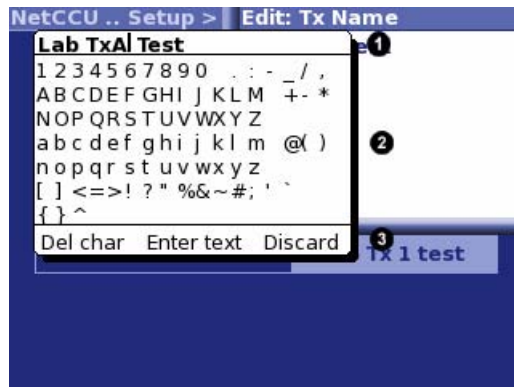 NetCCU .. Setup > Edit: Tx Name
Lab TxA Test
1 2 3 4 5 6 7 8 9 0 . : - _ / ,
A B C D E F G H I J K L M + - *
N O P Q R S T U V W X Y Z
a b c d e f g h i j k l m @ ( )
n o p q r s t u v w x y z
[ ] < = > ! ? " % & ~ # ; ' `
{ } ^
Del char Enter text Discard
Tx 1 test
1
2
3